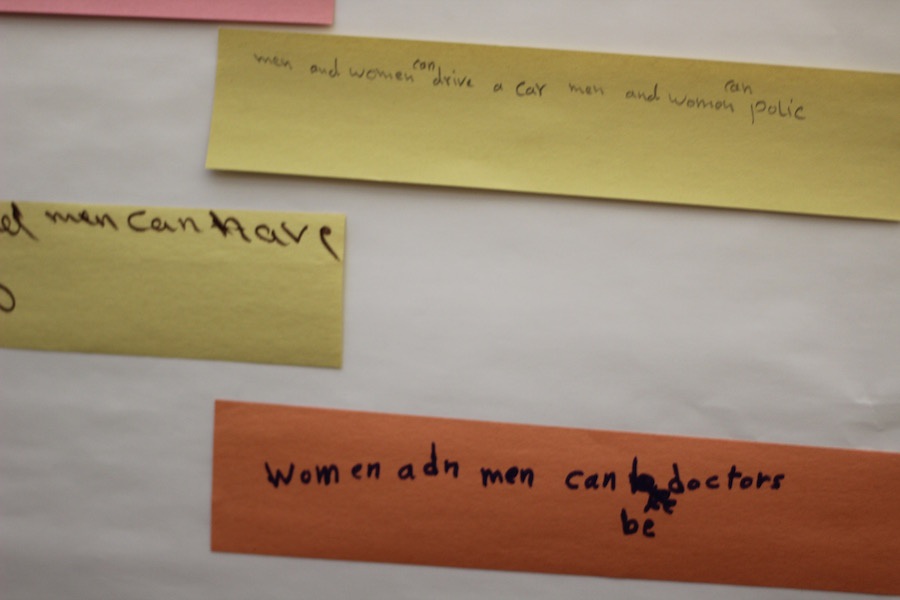 men and women can drive a car men and women can polic
men can have
Women adn men can be doctors